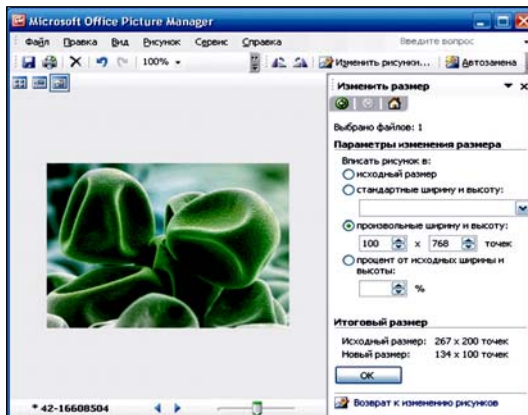 Microsoft Office Picture Manager
Файл Правка Вид Рисунок Сервис Справка Введите вопрос
100% Изменить рисунки... Автозамена
Изменить размер
Выбрано файлов: 1
Параметры изменения размера
Вписать рисунок в:
исходный размер
стандартные ширину и высоту:
произвольные ширину и высоту:
100 x 768 точек
процент от исходных ширины и
высоты:
%
Итоговый размер
Исходный размер: 267 x 200 точек
Новый размер: 134 x 100 точек
OK
* 42-16608504
Возврат к изменению рисунков